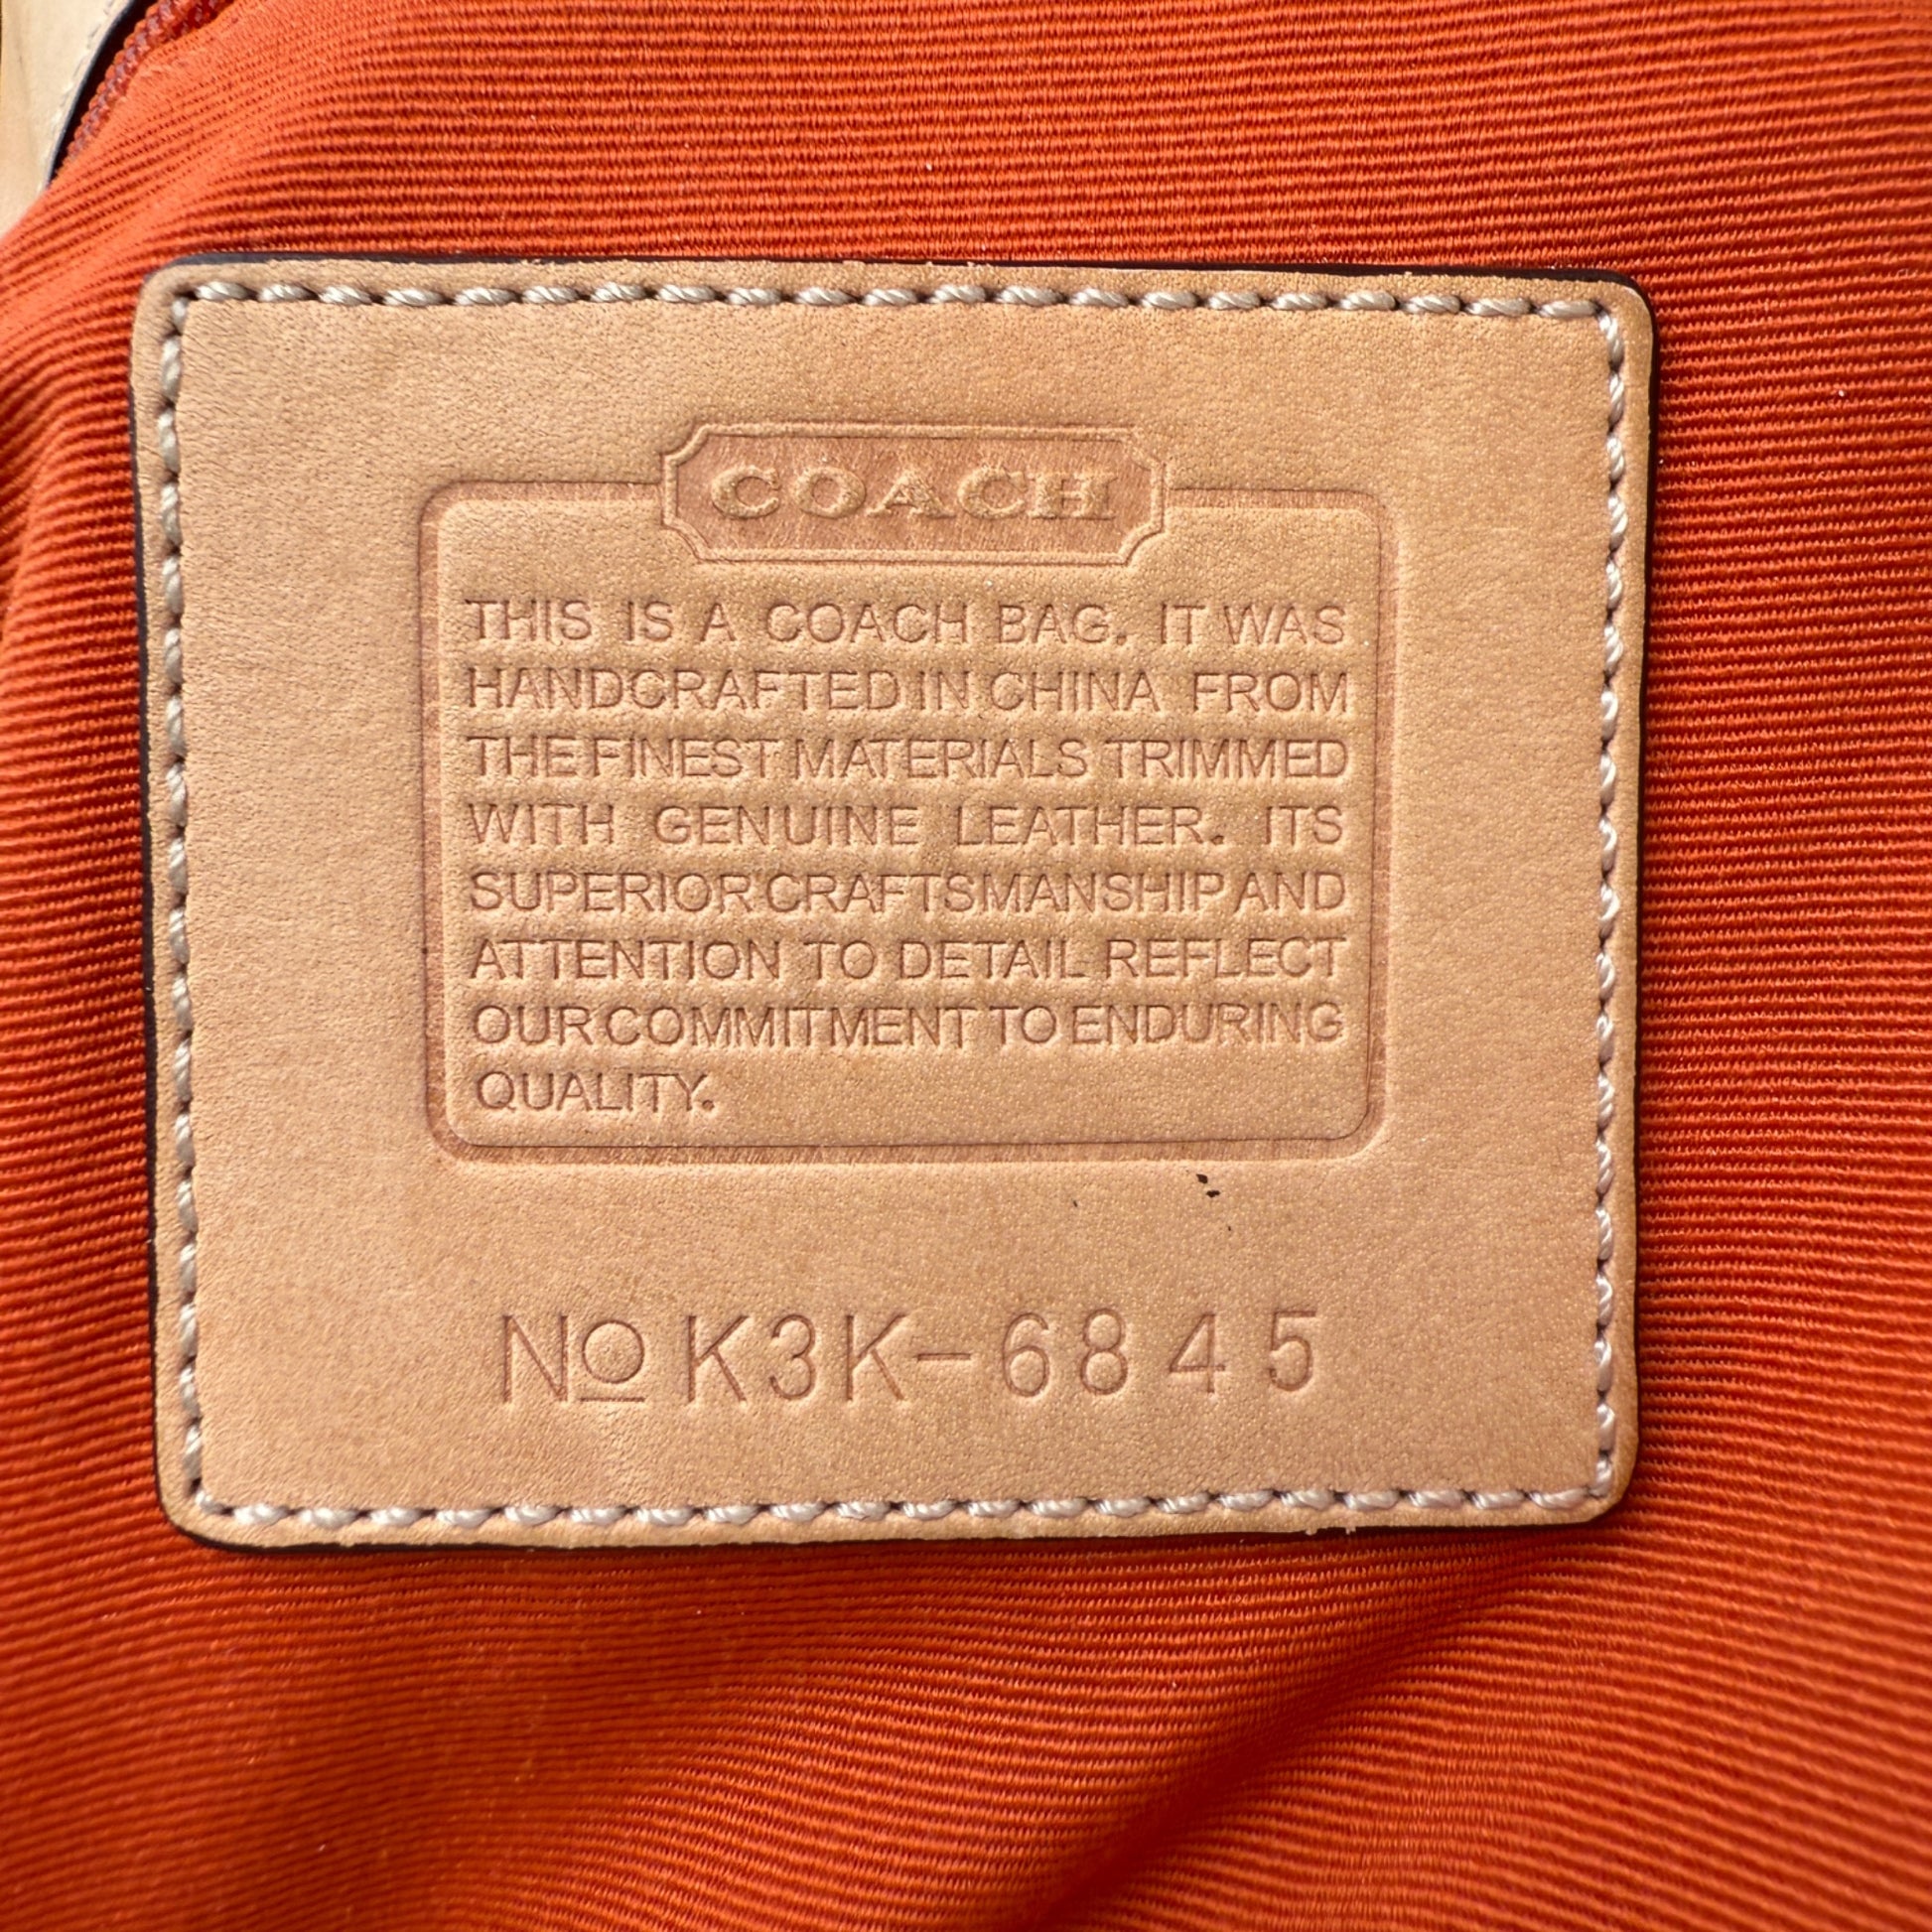 COACH
THIS IS A COACH BAG. IT WAS
HANDCRAFTED IN CHINA FROM
THE FINEST MATERIALS TRIMMED
WITH GENUINE LEATHER. ITS
SUPERIOR CRAFTSMANSHIP AND
ATTENTION TO DETAIL REFLECT
OUR COMMITMENT TO ENDURING
QUALITY.
No K3K-6845